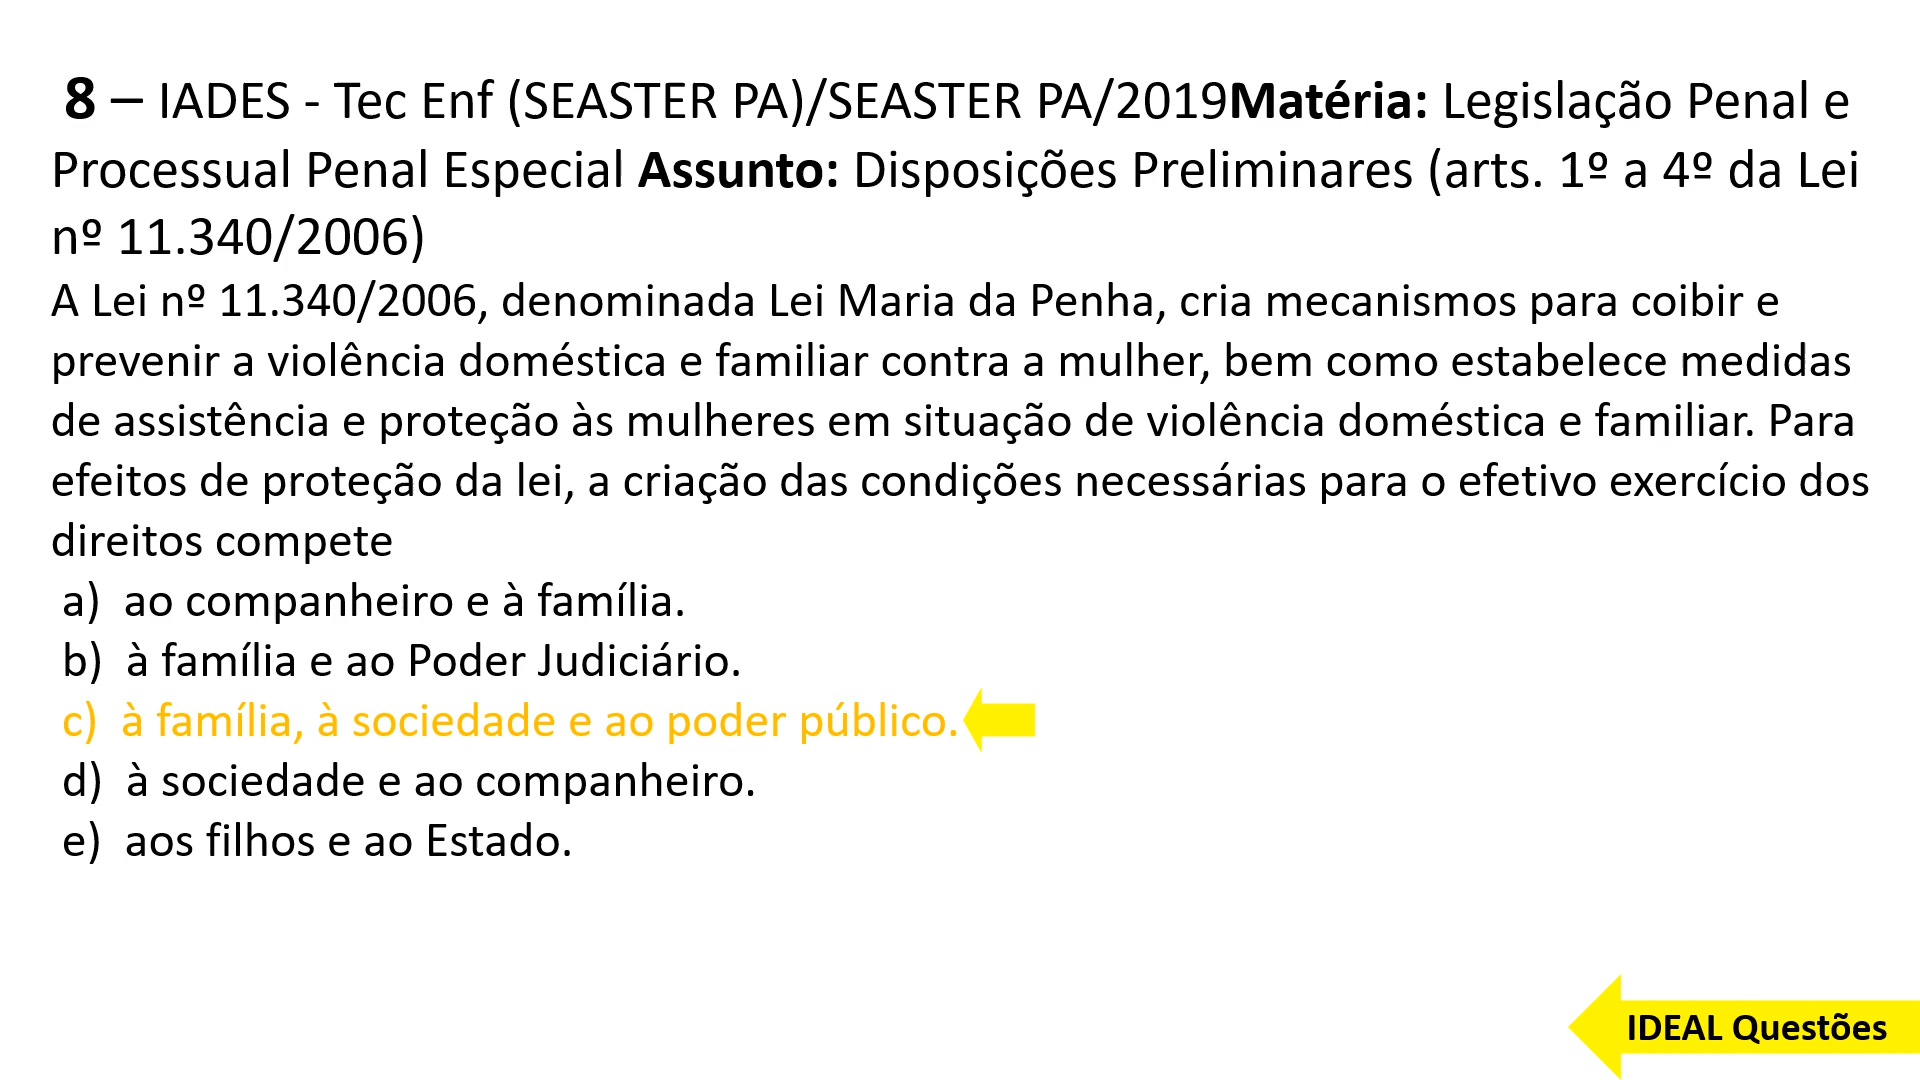 8 – IADES - Tec Enf (SEASTER PA)/SEASTER PA/2019Matéria: Legislação Penal e
Processual Penal Especial Assunto: Disposições Preliminares (arts. 1º a 4º da Lei
nº 11.340/2006)
A Lei nº 11.340/2006, denominada Lei Maria da Penha, cria mecanismos para coibir e
prevenir a violência doméstica e familiar contra a mulher, bem como estabelece medidas
de assistência e proteção às mulheres em situação de violência doméstica e familiar. Para
efeitos de proteção da lei, a criação das condições necessárias para o efetivo exercício dos
direitos compete
a) ao companheiro e à família.
b) à família e ao Poder Judiciário.
c) à família, à sociedade e ao poder público.
d) à sociedade e ao companheiro.
e) aos filhos e ao Estado.
IDEAL Questões